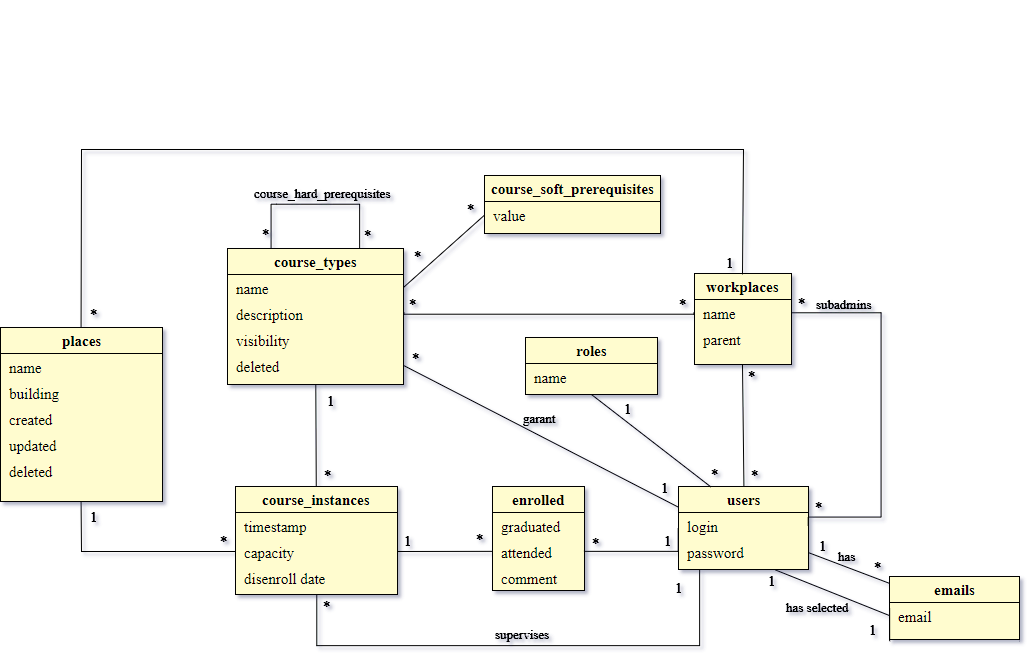 course_hard_prerequisites
*
*
course_soft_prerequisites
value
*
*
course_types
name
description
visibility
deleted
*
*
*
1
1
workplaces
name
parent
*
subadmins
*
*
*
*
places
name
building
created
updated
deleted
1
roles
name
1
*
garant
1
*
course_instances
timestamp
capacity
disenroll date
*
1
*
enrolled
graduated
attended
comment
*
1
users
login
password
1
has
*
emails
email
1
has selected
1
*
supervises
1